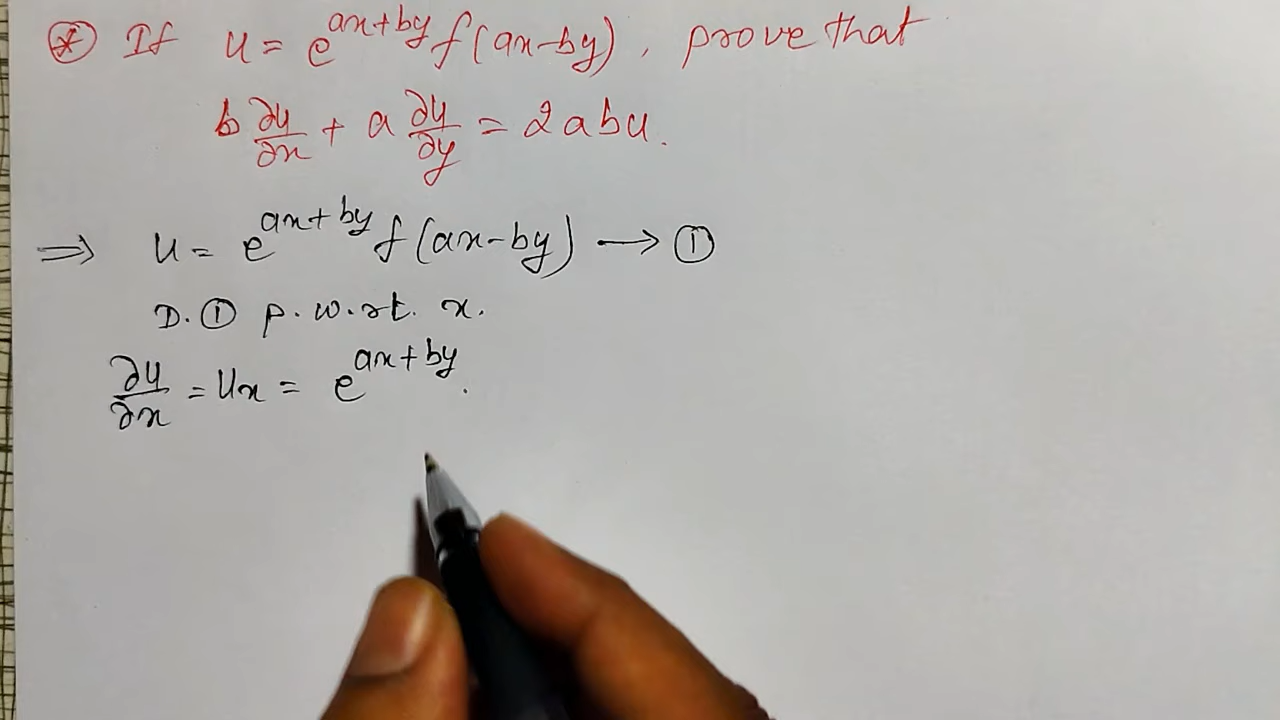 * If u = e^{ax+by} f(ax-by), prove that
b ∂u/∂x + a ∂u/∂y = 2abu.
⇒ u = e^{ax+by} f(ax-by) → ①
D. ① p. w.r.t. x.
∂u/∂x = ux = e^{ax+by} .